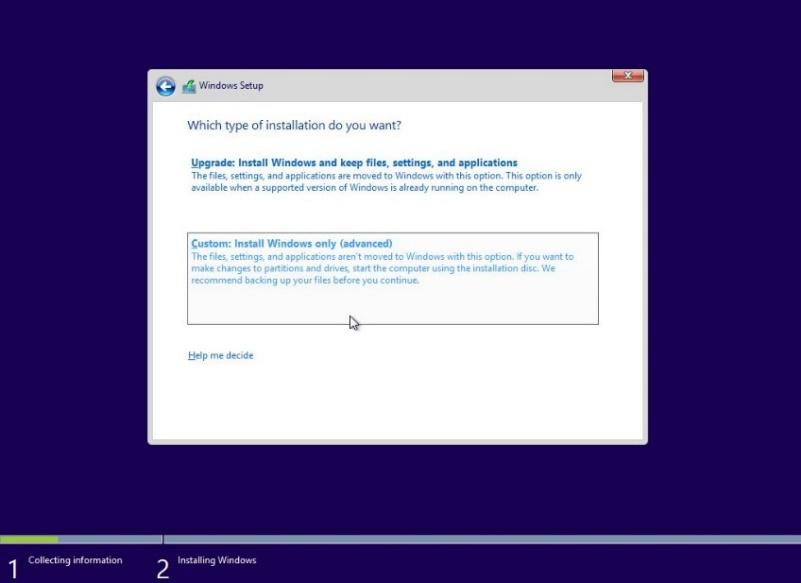 Windows Setup
Which type of installation do you want?
Upgrade: Install Windows and keep files, settings, and applications
The files, settings, and applications are moved to Windows with this option. This option is only
available when a supported version of Windows is already running on the computer.
Custom: Install Windows only (advanced)
The files, settings, and applications aren't moved to Windows with this option. If you want to
make changes to partitions and drives, start the computer using the installation disc. We
recommend backing up your files before you continue.
Help me decide
1 Collecting information
2 Installing Windows